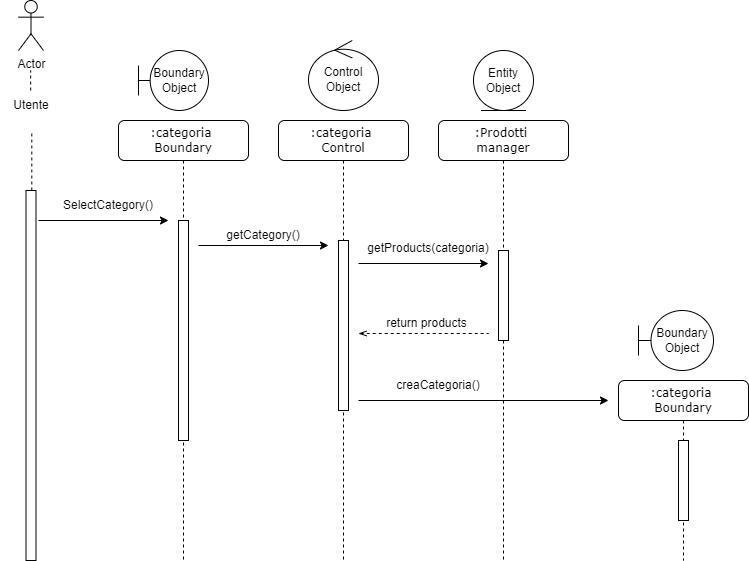 Actor
Utente
Boundary
Object
Control
Object
Entity
Object
:categoria
Boundary
:categoria
Control
:Prodotti
manager
SelectCategory()
getCategory()
getProducts(categoria)
return products
Boundary
Object
creaCategoria()
:categoria
Boundary